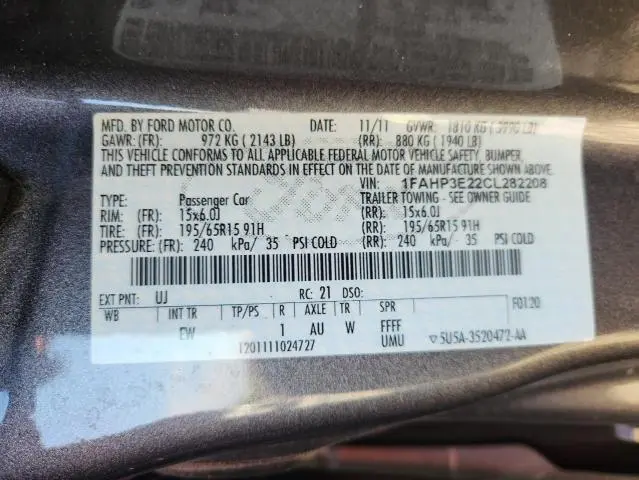 MFD. BY FORD MOTOR CO. DATE: 11/11 GVWR: 1810 KG ( 3990 LB)
GAWR: (FR): 972 KG ( 2143 LB) (RR): 880 KG ( 1940 LB)
THIS VEHICLE CONFORMS TO ALL APPLICABLE FEDERAL MOTOR VEHICLE SAFETY, BUMPER,
AND THEFT PREVENTION STANDARDS IN EFFECT ON THE DATE OF MANUFACTURE SHOWN ABOVE.
VIN: 1FAHP3E22CL282208
TYPE: Passenger Car TRAILER TOWING - SEE OWNER GUIDE
RIM: (FR): 15x6.0J (RR): 15x6.0J
TIRE: (FR): 195/65R15 91H (RR): 195/65R15 91H
PRESSURE: (FR): 240 kPa/ 35 PSI COLD (RR): 240 kPa/ 35 PSI COLD
EXT PNT: UJ RC: 21 DSO:
WB INT TR TP/PS R AXLE TR SPR F0120
EW 1 AU W FFFF
1201111024727 UMU 5U5A-3520472-AA